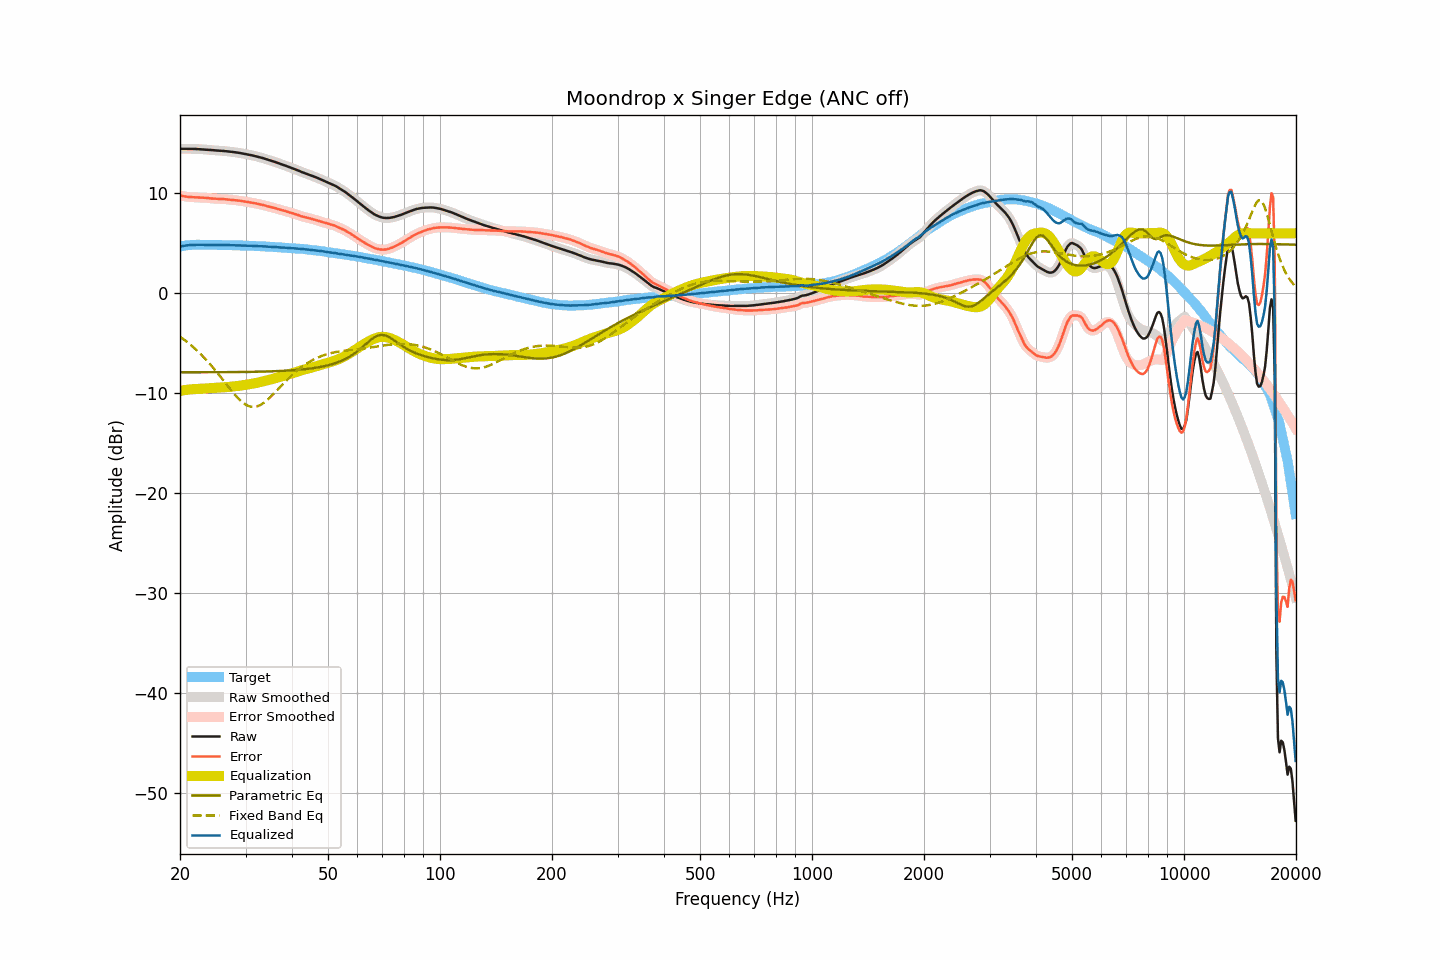 Moondrop x Singer Edge (ANC off)
Amplitude (dBr)
10
0
−10
−20
−30
−40
−50
Target
Raw Smoothed
Error Smoothed
Raw
Error
Equalization
Parametric Eq
Fixed Band Eq
Equalized
20 50 100 200 500 1000 2000 5000 10000 20000
Frequency (Hz)